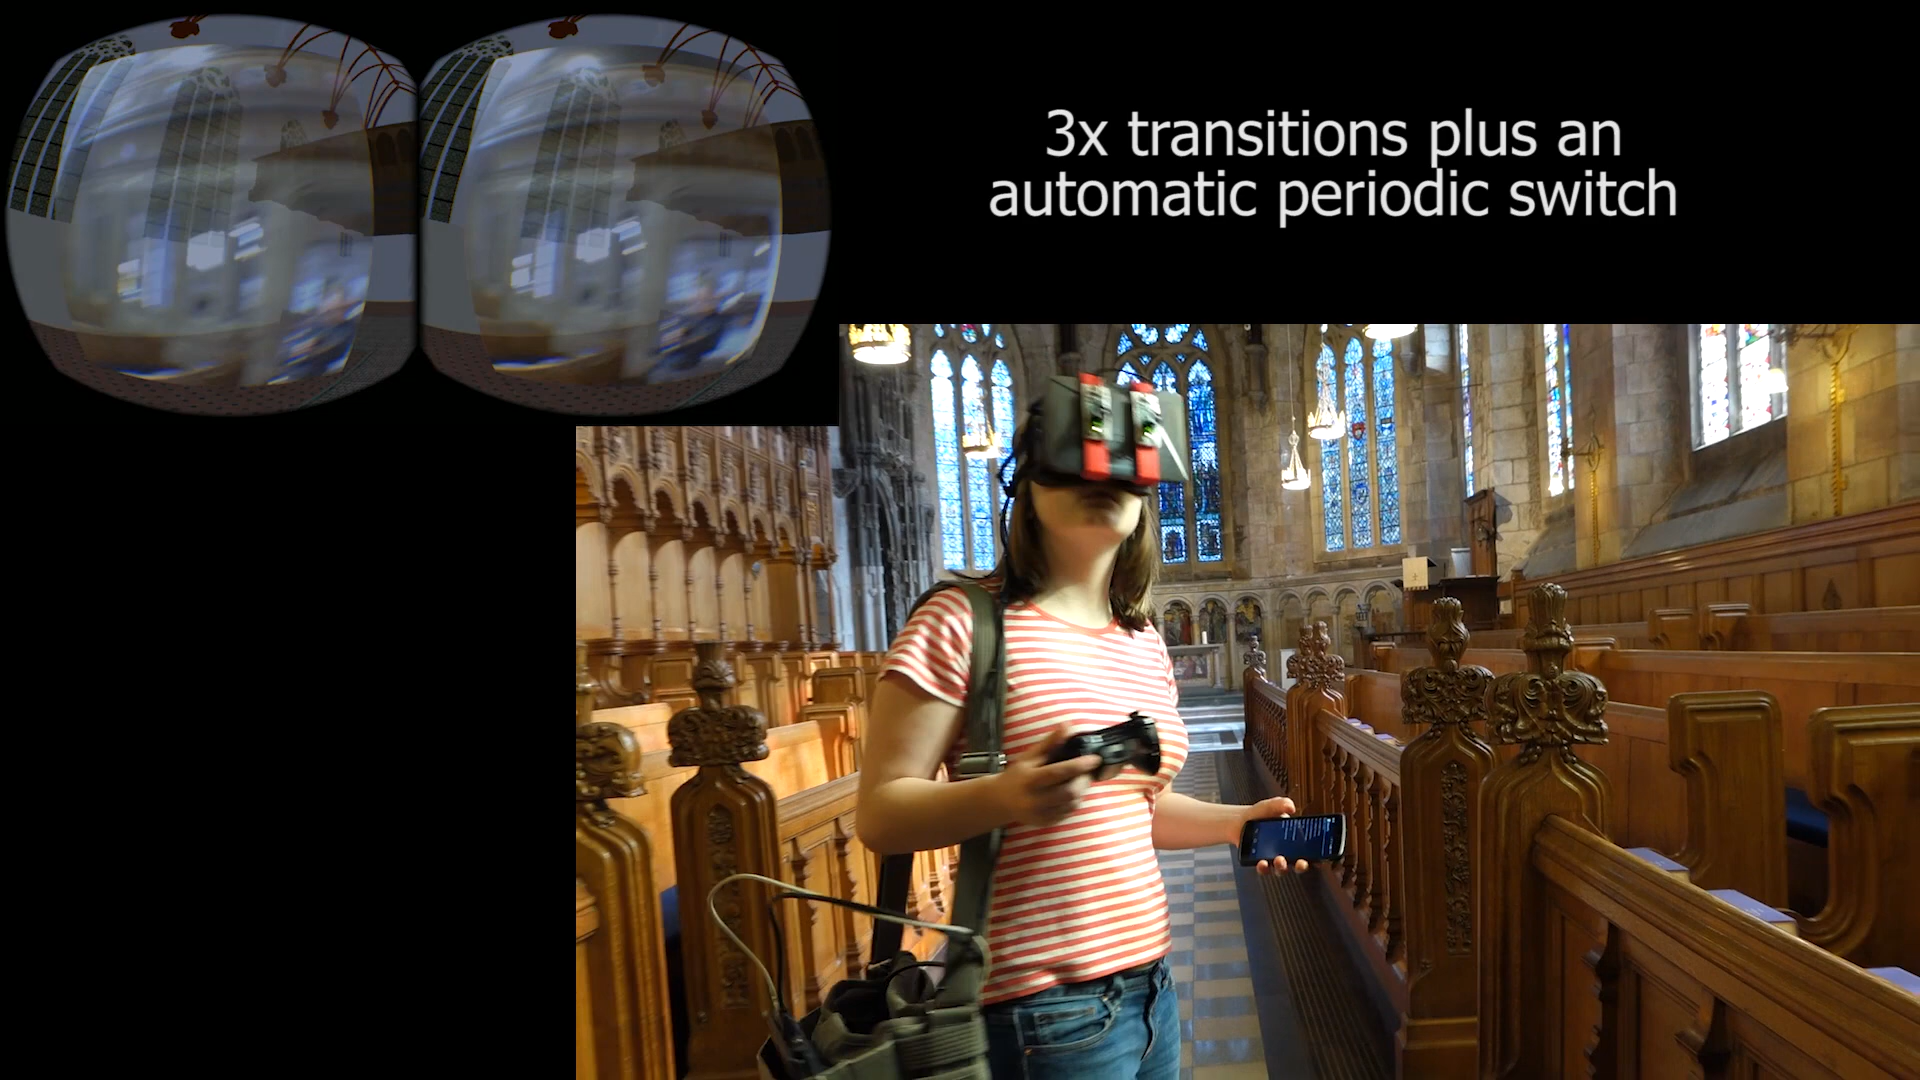 3x transitions plus an
automatic periodic switch